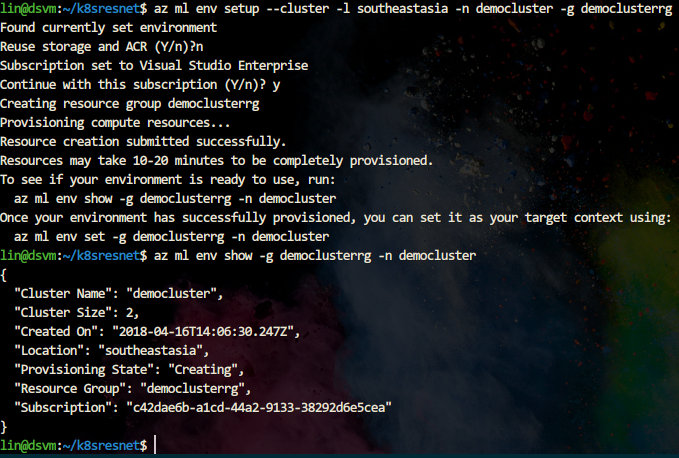 lin@dsvm:~/k8sresnet$ az ml env setup --cluster -l southeastasia -n democluster -g democlusterrg
Found currently set environment
Reuse storage and ACR (Y/n)?n
Subscription set to Visual Studio Enterprise
Continue with this subscription (Y/n)? y
Creating resource group democlusterrg
Provisioning compute resources...
Resource creation submitted successfully.
Resources may take 10-20 minutes to be completely provisioned.
To see if your environment is ready to use, run:
  az ml env show -g democlusterrg -n democluster
Once your environment has successfully provisioned, you can set it as your target context using:
  az ml env set -g democlusterrg -n democluster
lin@dsvm:~/k8sresnet$ az ml env show -g democlusterrg -n democluster
{
  "Cluster Name": "democluster",
  "Cluster Size": 2,
  "Created On": "2018-04-16T14:06:30.247Z",
  "Location": "southeastasia",
  "Provisioning State": "Creating",
  "Resource Group": "democlusterrg",
  "Subscription": "c42dae6b-a1cd-44a2-9133-38292d6e5cea"
}
lin@dsvm:~/k8sresnet$